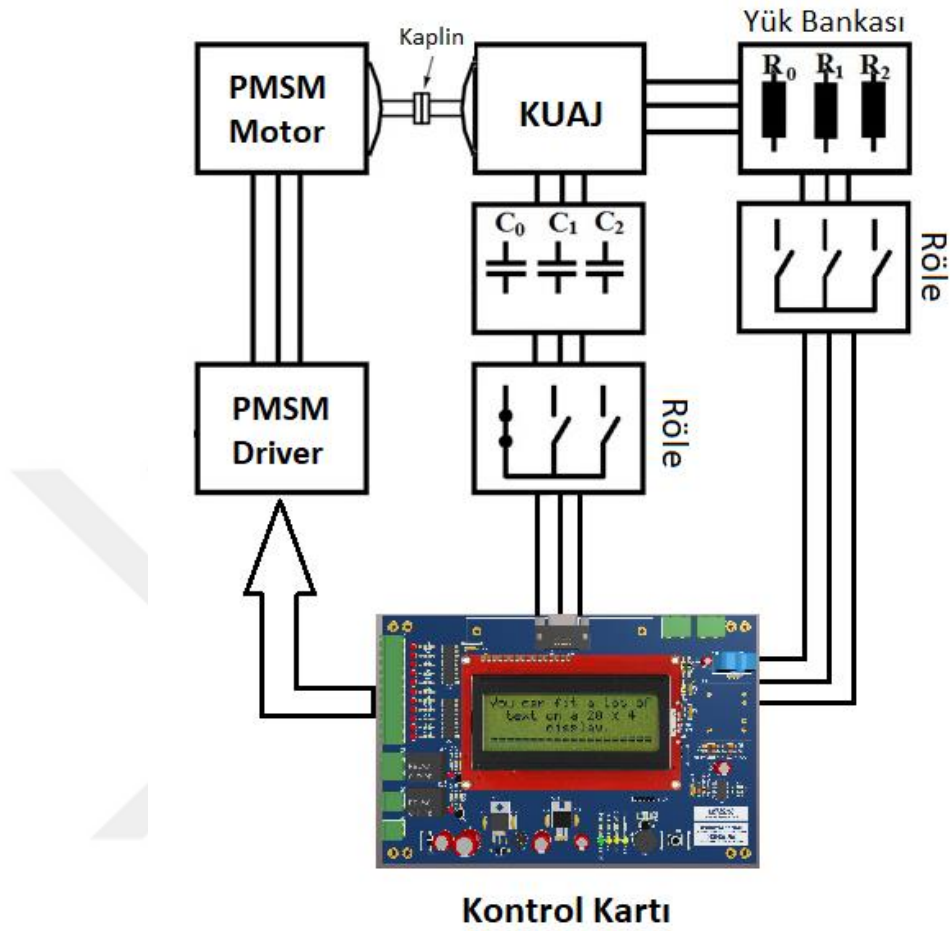 Yük Bankası
Kaplin
PMSM
Motor
KUAJ
R0 R1 R2
C0 C1 C2
Röle
Röle
PMSM
Driver
You can fit a lot of
text on a 20 x 4
display.
Kontrol Kartı